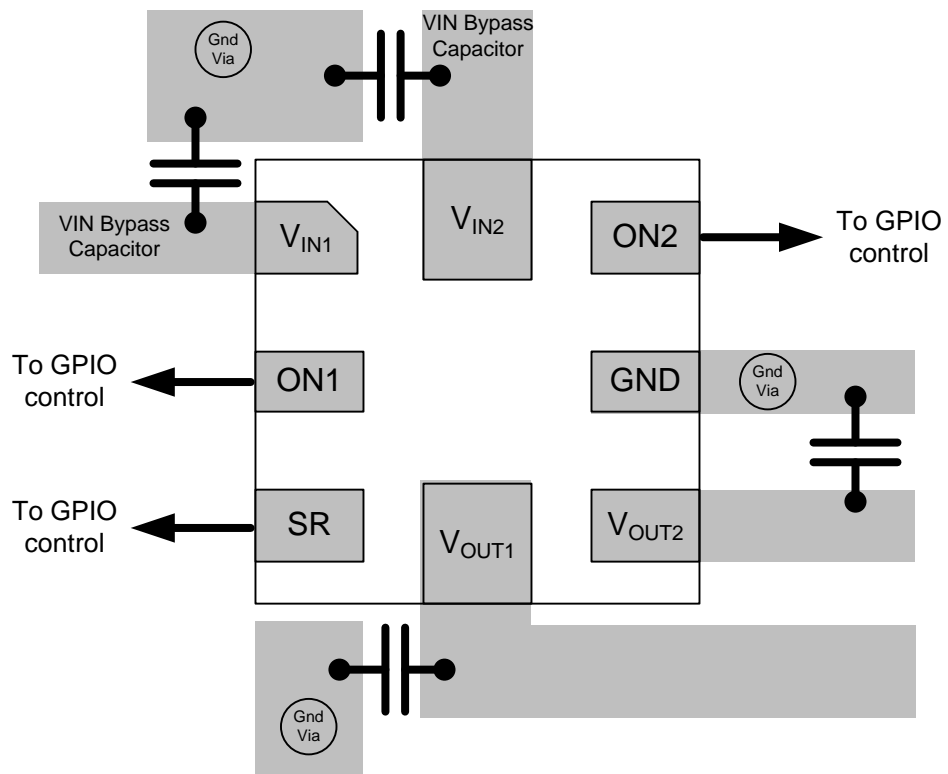 Gnd
Via
VIN Bypass
Capacitor
VIN Bypass
Capacitor
VIN1
VIN2
ON2
To GPIO
control
To GPIO
control
ON1
GND
Gnd
Via
To GPIO
control
SR
VOUT1
VOUT2
Gnd
Via